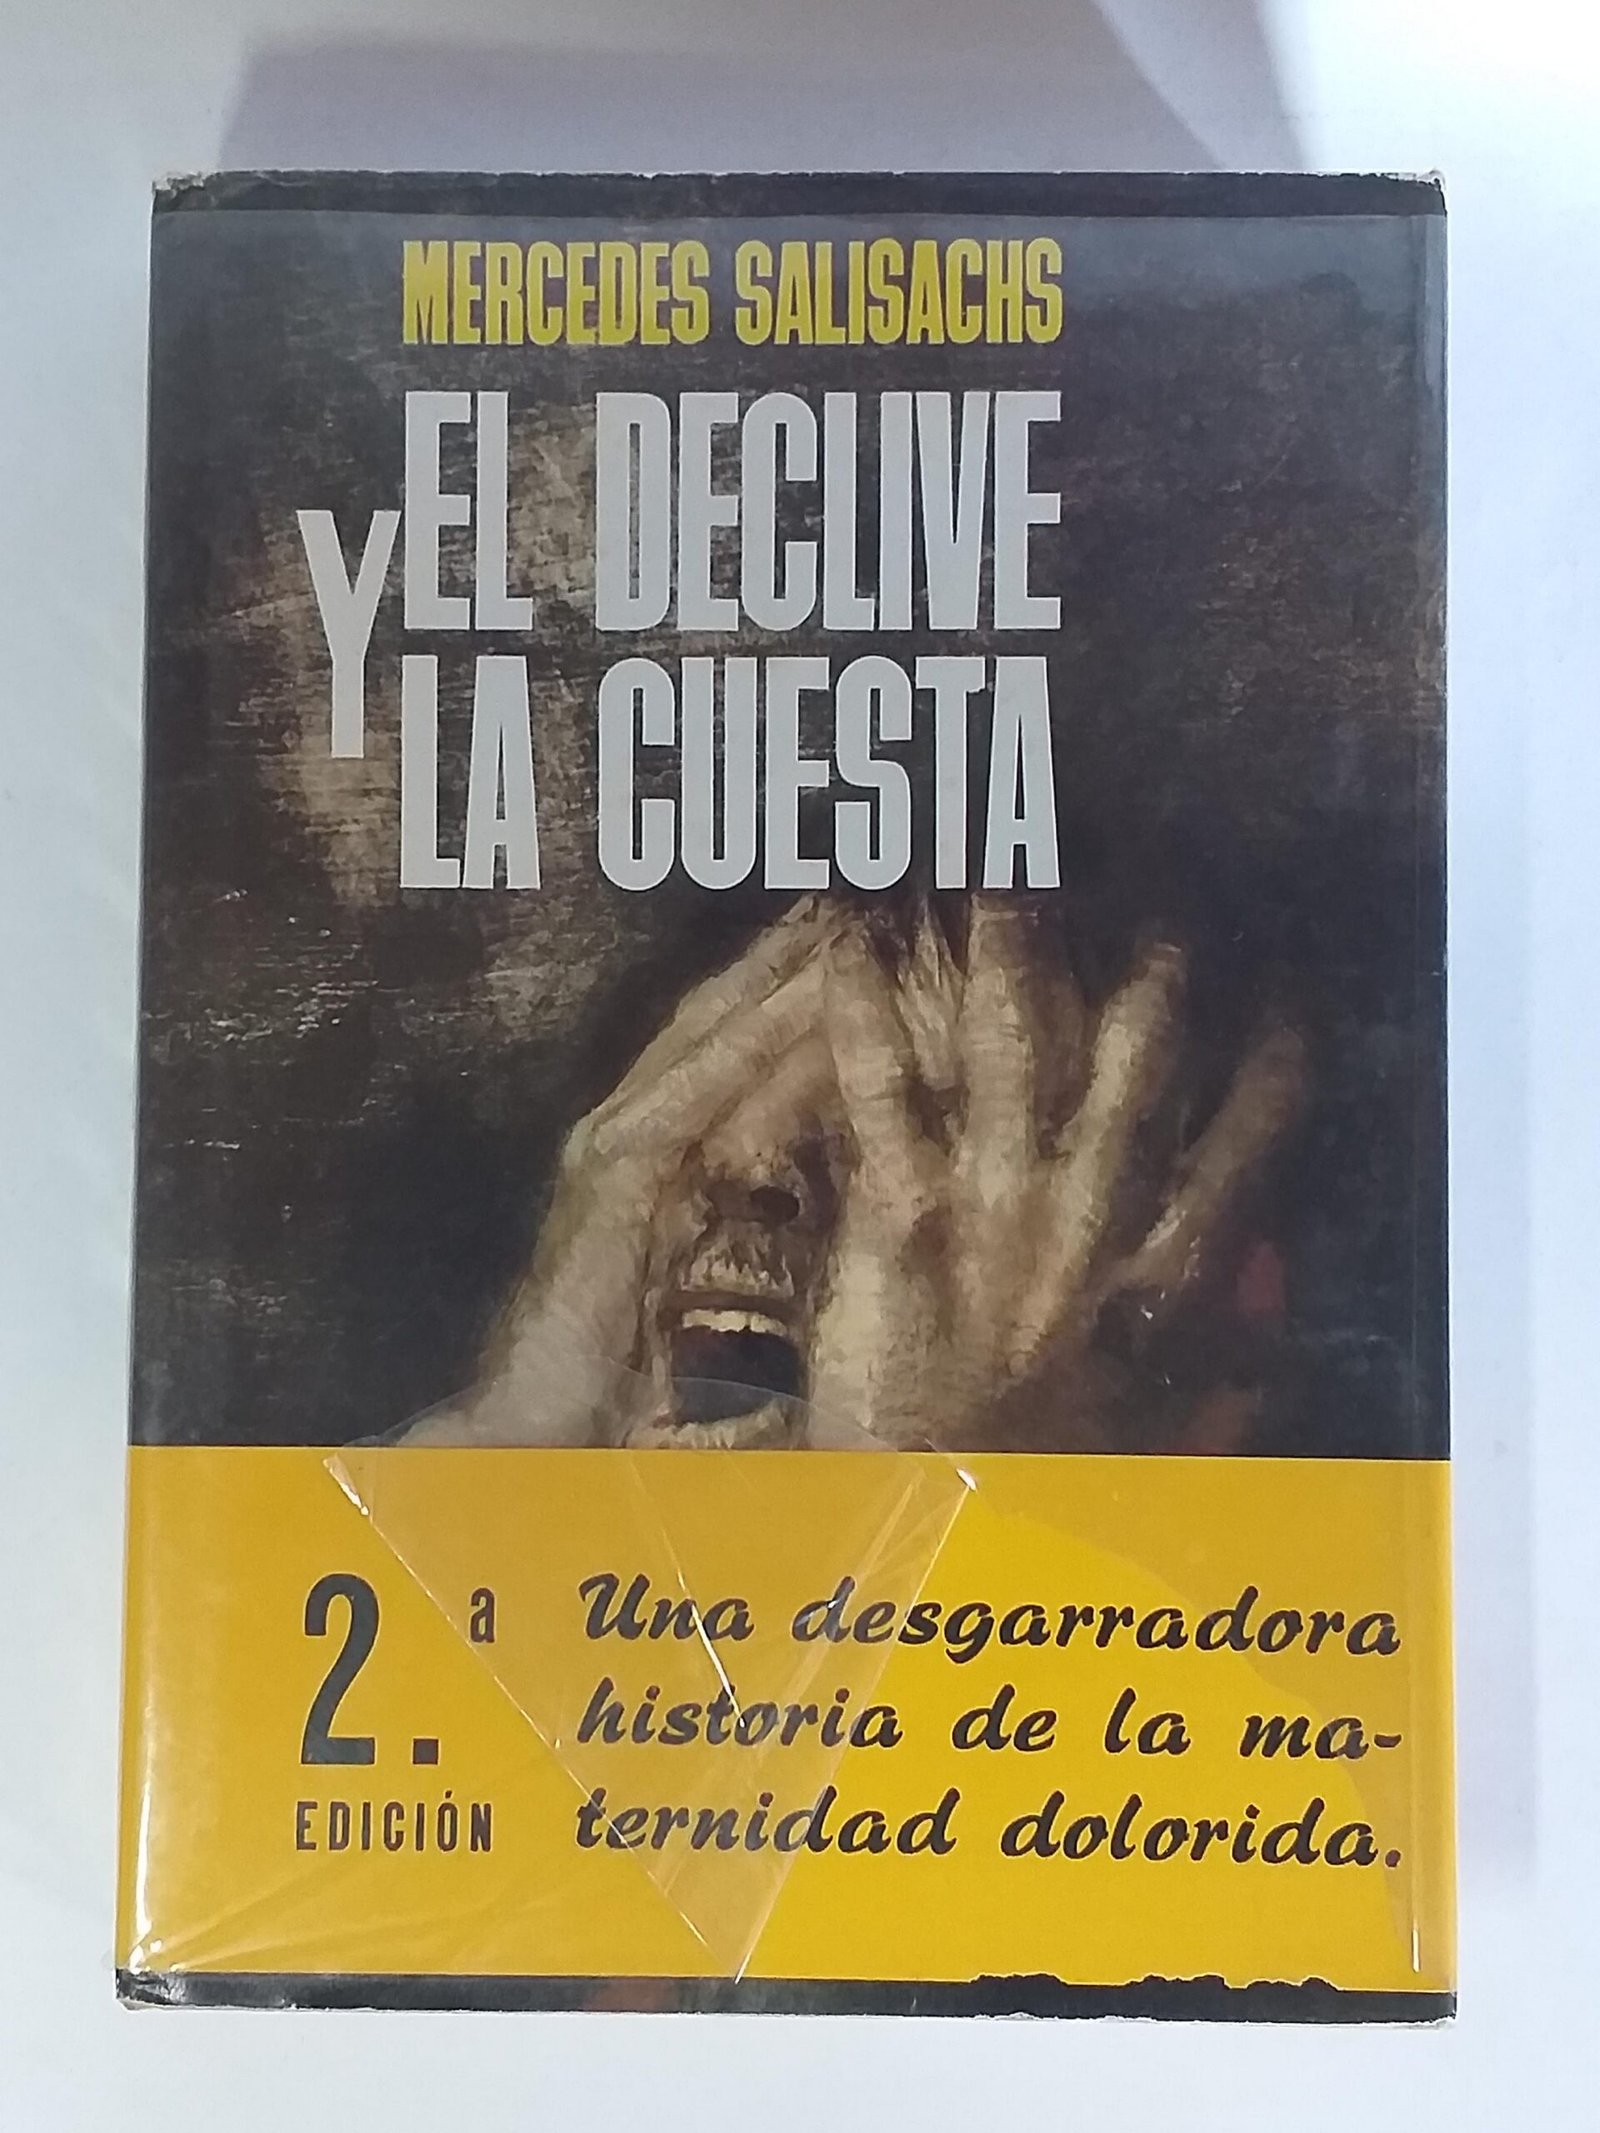 MERCEDES SALISACHS
EL DECLIVE
Y LA CUESTA
2.a
EDICIÓN
Una desgarradora
historia de la ma-
ternidad dolorida.